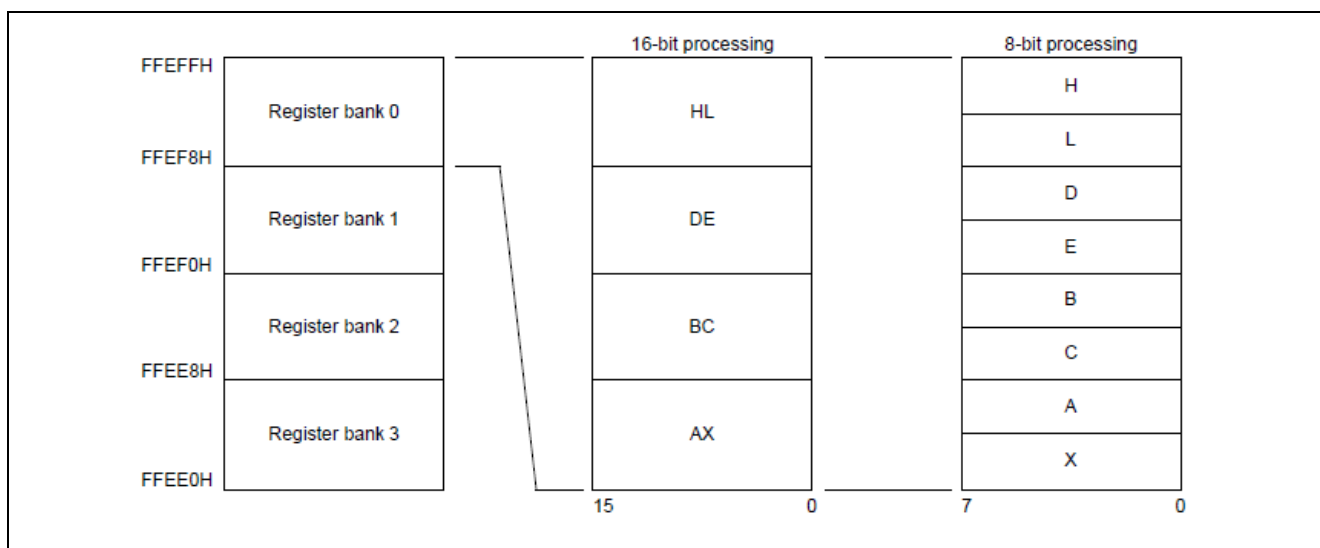 16-bit processing
8-bit processing
FFEFFH
Register bank 0
HL
H
L
FFEF8H
Register bank 1
DE
D
E
FFEF0H
Register bank 2
BC
B
C
FFEE8H
Register bank 3
AX
A
X
FFEE0H
15
0
7
0